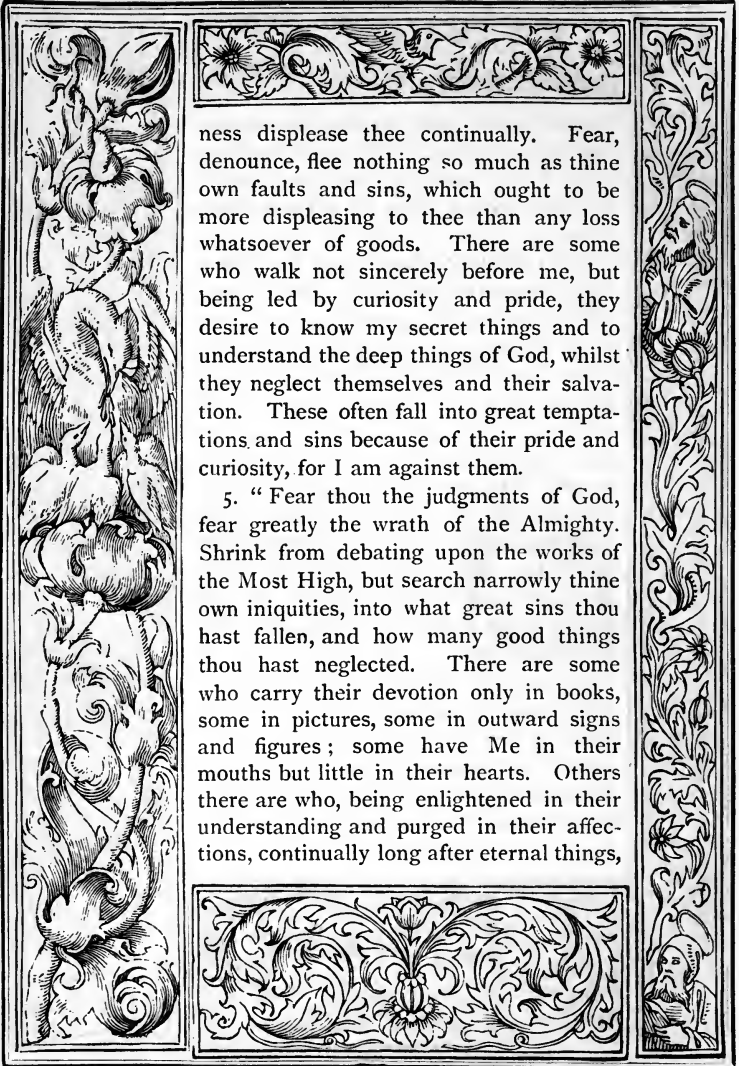 ness displease thee continually. Fear,
denounce, flee nothing so much as thine
own faults and sins, which ought to be
more displeasing to thee than any loss
whatsoever of goods. There are some
who walk not sincerely before me, but
being led by curiosity and pride, they
desire to know my secret things and to
understand the deep things of God, whilst
they neglect themselves and their salva-
tion. These often fall into great tempta-
tions and sins because of their pride and
curiosity, for I am against them.
5. “ Fear thou the judgments of God,
fear greatly the wrath of the Almighty.
Shrink from debating upon the works of
the Most High, but search narrowly thine
own iniquities, into what great sins thou
hast fallen, and how many good things
thou hast neglected. There are some
who carry their devotion only in books,
some in pictures, some in outward signs
and figures ; some have Me in their
mouths but little in their hearts. Others
there are who, being enlightened in their
understanding and purged in their affec-
tions, continually long after eternal things,